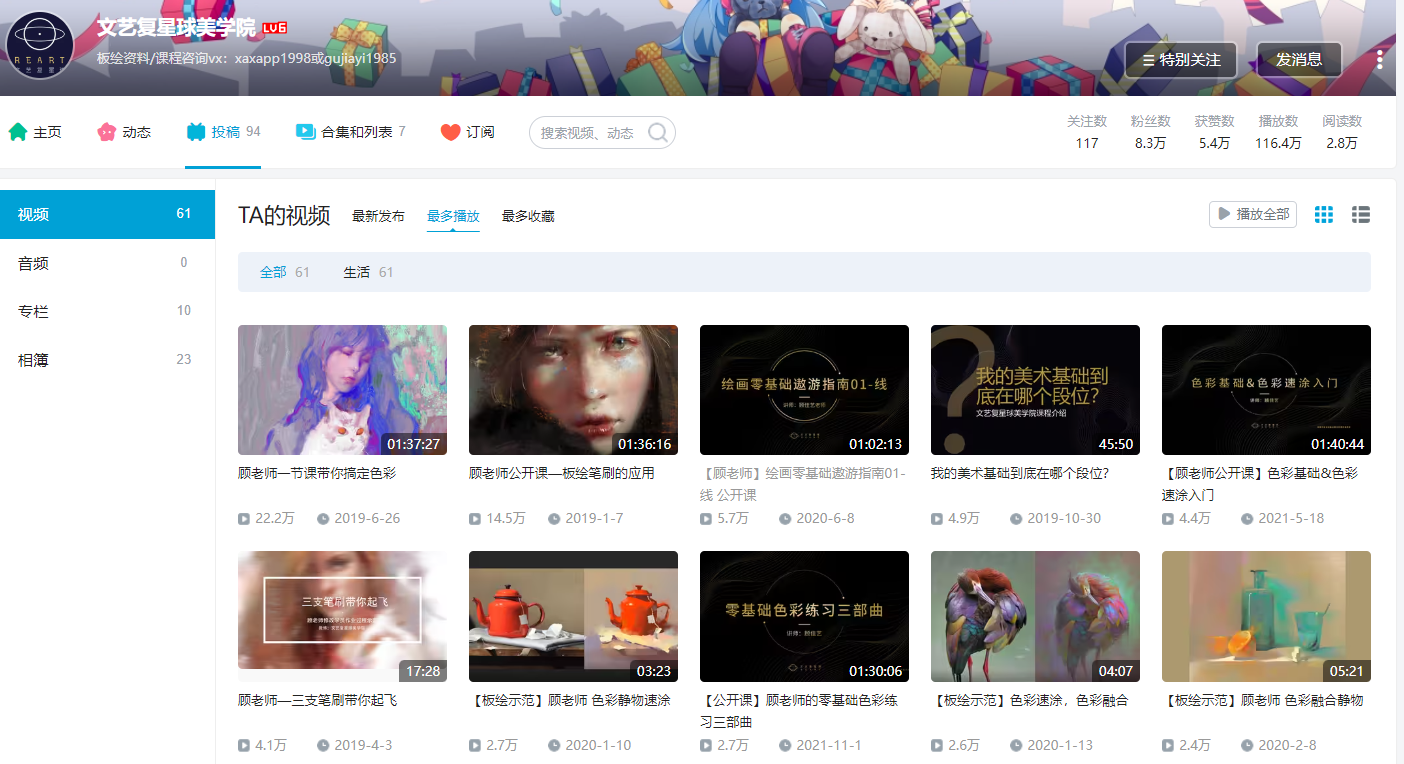 文艺复星球美学院 LV6
板绘资料/课程咨询vx：xaxapp1998或gujiayi1985
REART
特别关注
发消息
主页
动态
投稿 94
合集和列表 7
订阅
搜索视频、动态
关注数 粉丝数 获赞数 播放数 阅读数
117 8.3万 5.4万 116.4万 2.8万
视频 61
音频 0
专栏 10
相簿 23
TA的视频 最新发布 最多播放 最多收藏
播放全部
全部 61 生活 61
01:37:27
顾老师一节课带你搞定色彩
22.2万 2019-6-26
01:36:16
顾老师公开课—板绘笔刷的应用
14.5万 2019-1-7
绘画零基础遨游指南01-线
讲师：顾佳艺老师
01:02:13
【顾老师】绘画零基础遨游指南01-
线 公开课
5.7万 2020-6-8
我的美术基础到
底在哪个段位?
文艺复星球美学院课程介绍
45:50
我的美术基础到底在哪个段位？
4.9万 2019-10-30
色彩基础&色彩速涂入门
讲师：顾佳艺
01:40:44
【顾老师公开课】色彩基础&色彩
速涂入门
4.4万 2021-5-18
三支笔刷带你起飞
17:28
顾老师—三支笔刷带你起飞
4.1万 2019-4-3
03:23
【板绘示范】顾老师 色彩静物速涂
2.7万 2020-1-10
零基础色彩练习三部曲
讲师：顾佳艺
01:30:06
【公开课】顾老师的零基础色彩练
习三部曲
2.7万 2021-11-1
04:07
【板绘示范】色彩速涂，色彩融合
2.6万 2020-1-13
05:21
【板绘示范】顾老师 色彩融合静物
2.4万 2020-2-8